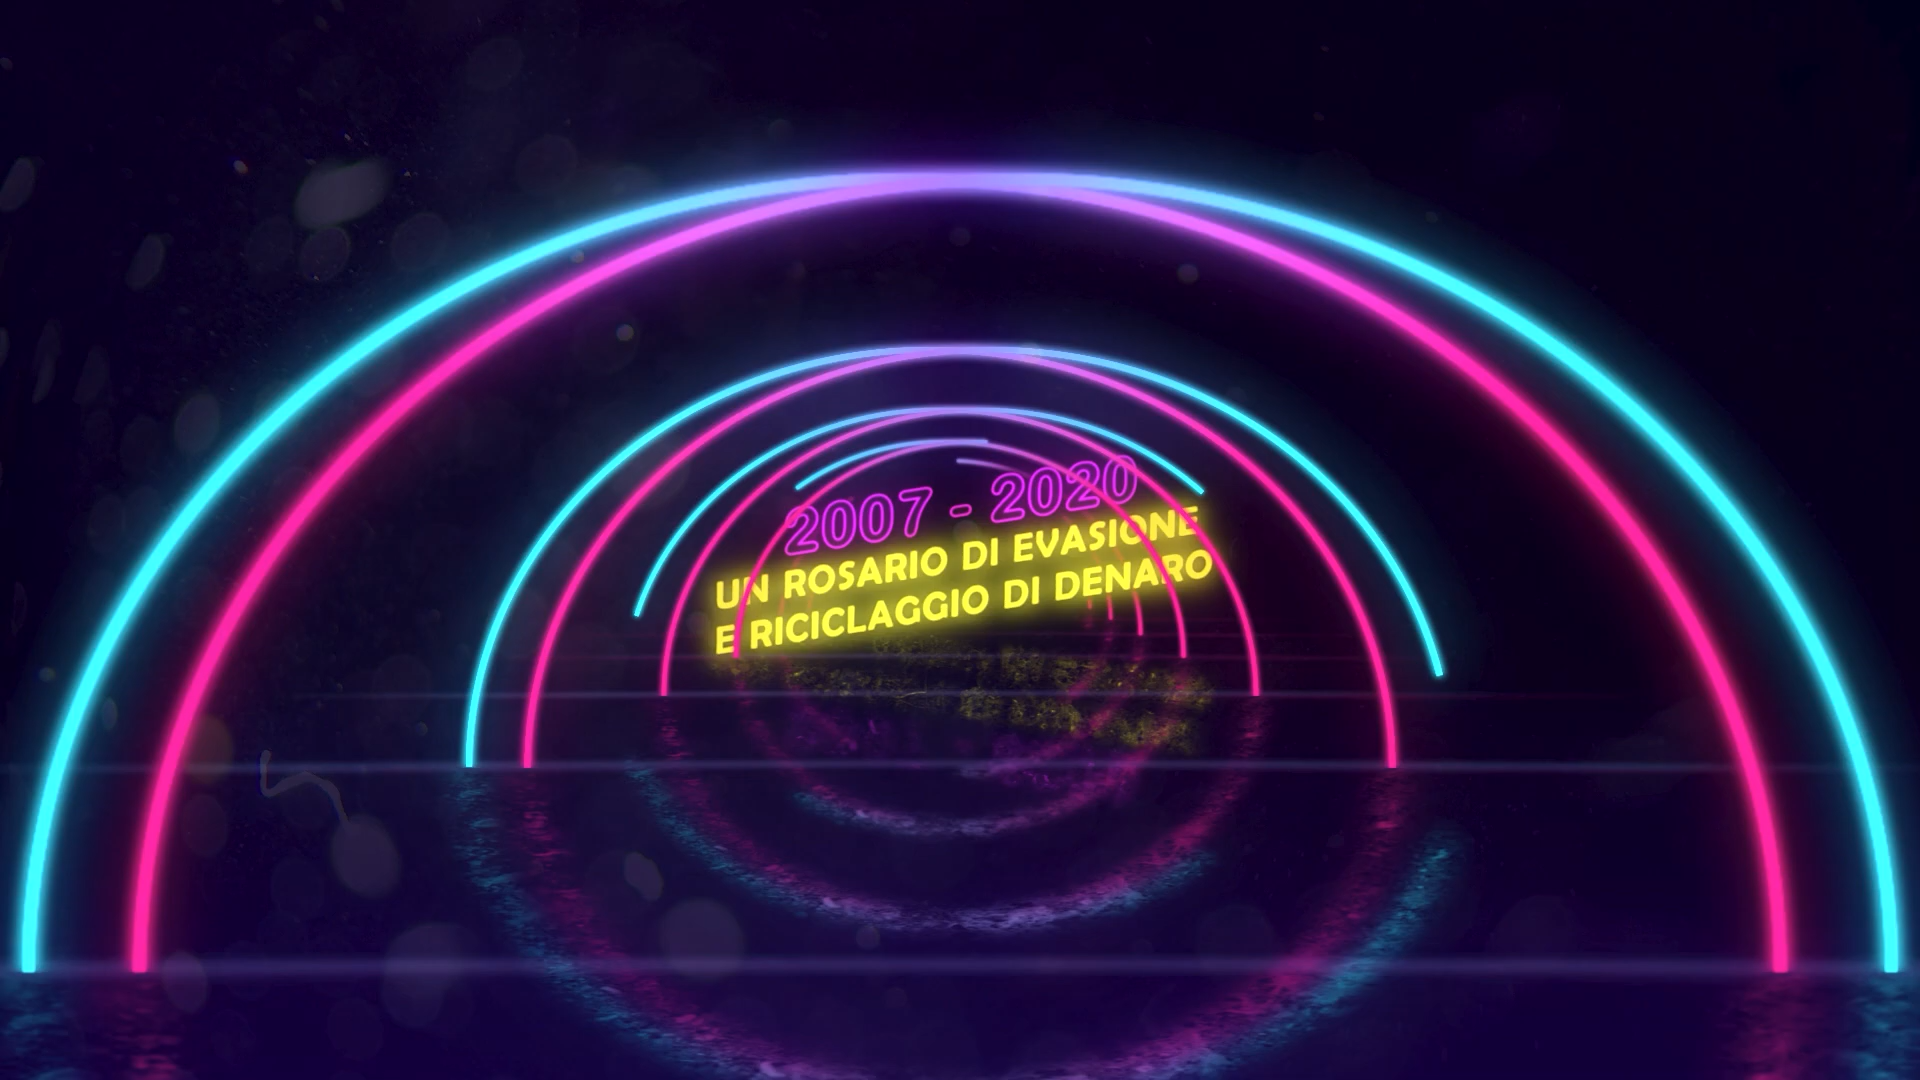 2007 - 2020
UN ROSARIO DI EVASIONE
E RICICLAGGIO DI DENARO